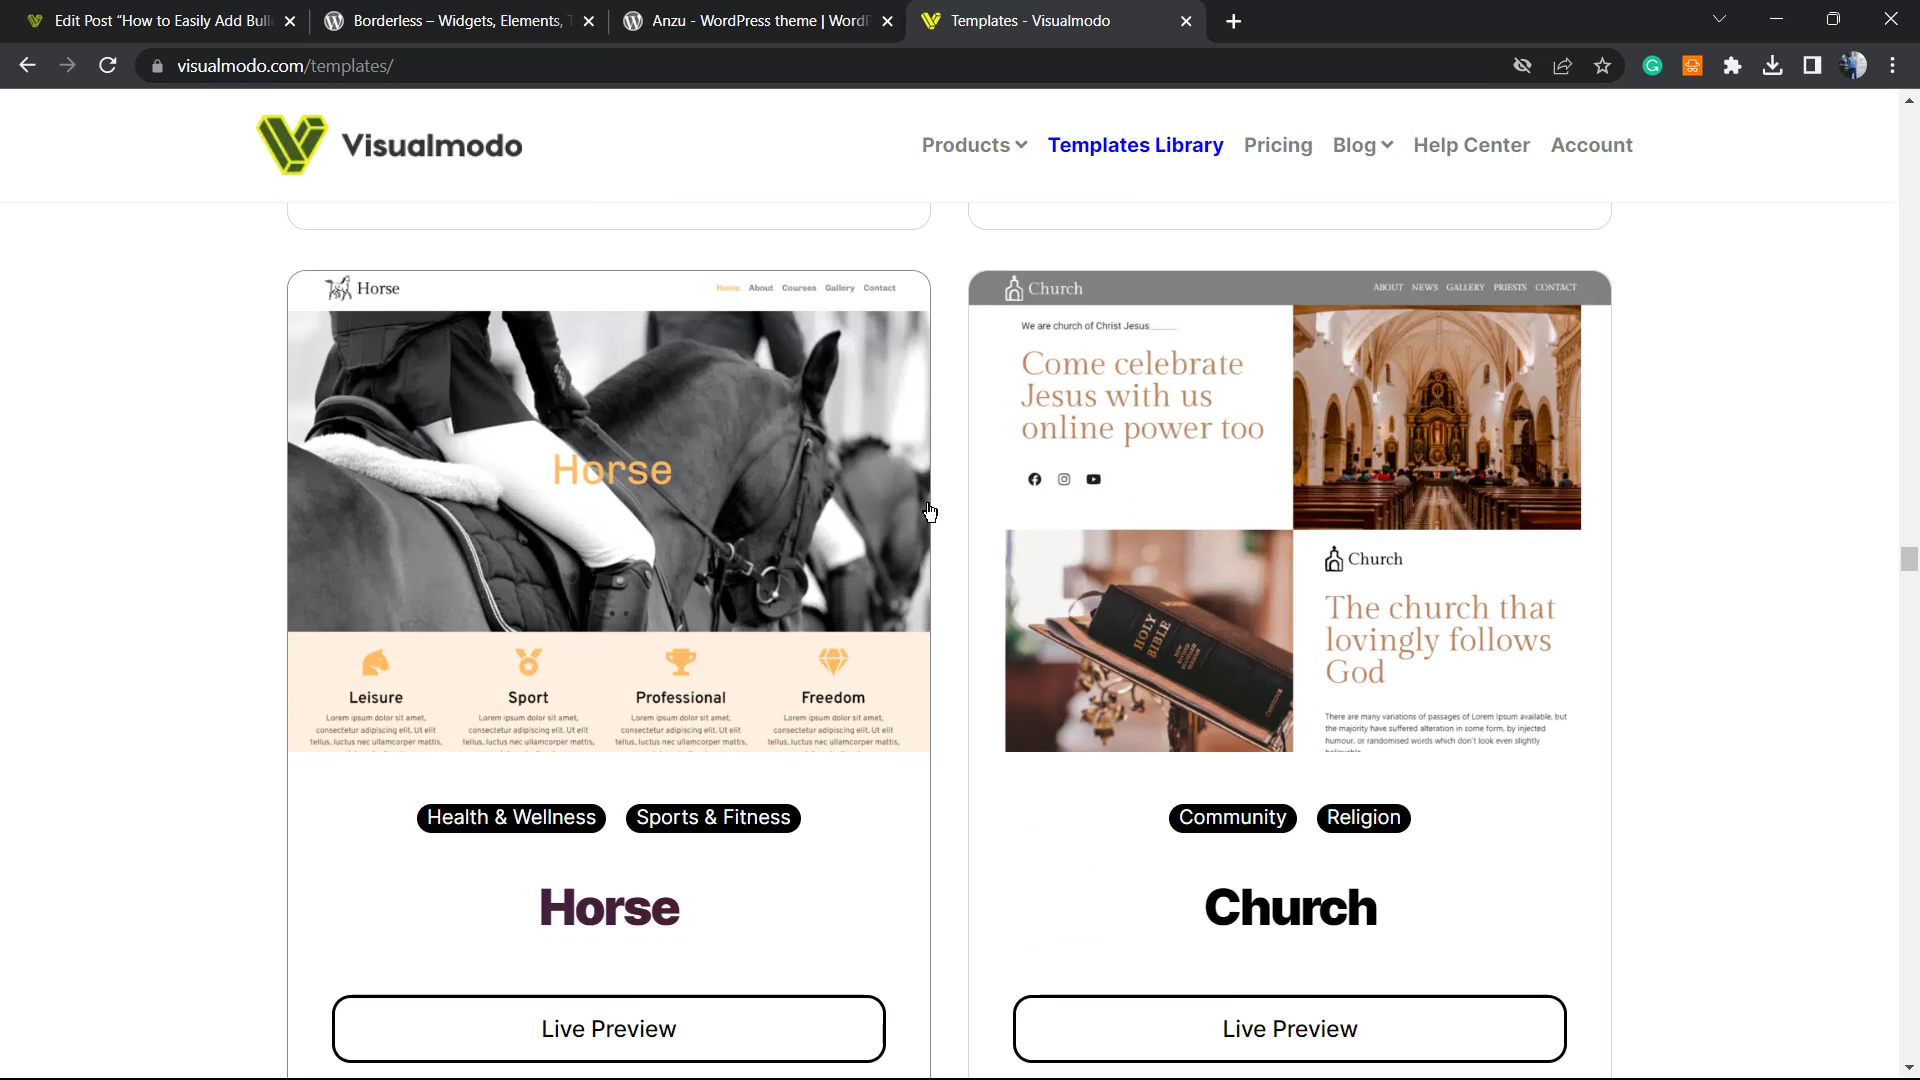 Edit Post “How to Easily Add Bull
Borderless – Widgets, Elements, T
Anzu - WordPress theme | WordP
Templates - Visualmodo
visualmodo.com/templates/
Visualmodo
Products
Templates Library
Pricing
Blog
Help Center
Account
Horse
Home About Courses Gallery Contact
Horse
Leisure
Lorem ipsum dolor sit amet,
consectetur adipiscing elit. Ut elit
tellus, luctus nec ullamcorper mattis,
Sport
Lorem ipsum dolor sit amet,
consectetur adipiscing elit. Ut elit
tellus, luctus nec ullamcorper mattis,
Professional
Lorem ipsum dolor sit amet,
consectetur adipiscing elit. Ut elit
tellus, luctus nec ullamcorper mattis,
Freedom
Lorem ipsum dolor sit amet,
consectetur adipiscing elit. Ut elit
tellus, luctus nec ullamcorper mattis,
Health & Wellness
Sports & Fitness
Horse
Live Preview
Church
ABOUT NEWS GALLERY PRIESTS CONTACT
We are church of Christ Jesus
Come celebrate
Jesus with us
online power too
HOLY
BIBLE
Church
The church that
lovingly follows
God
There are many variations of passages of Lorem Ipsum available, but
the majority have suffered alteration in some form, by injected
humour, or randomised words which don't look even slightly
Community
Religion
Church
Live Preview